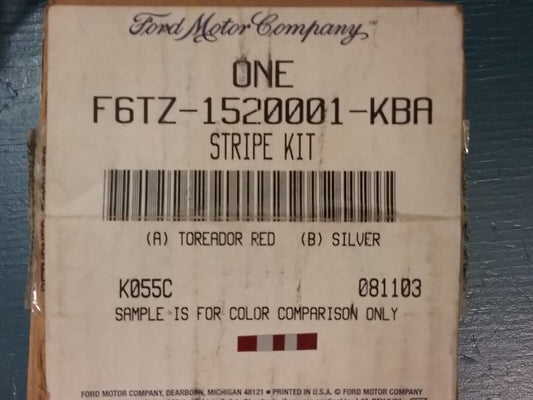 Ford Motor Company™
ONE
F6TZ-1520001-KBA
STRIPE KIT
(A) TOREADOR RED (B) SILVER
K055C 081103
SAMPLE IS FOR COLOR COMPARISON ONLY
FORD MOTOR COMPANY, DEARBORN, MICHIGAN 48121 ■ PRINTED IN U.S.A. © FORD MOTOR COMPANY